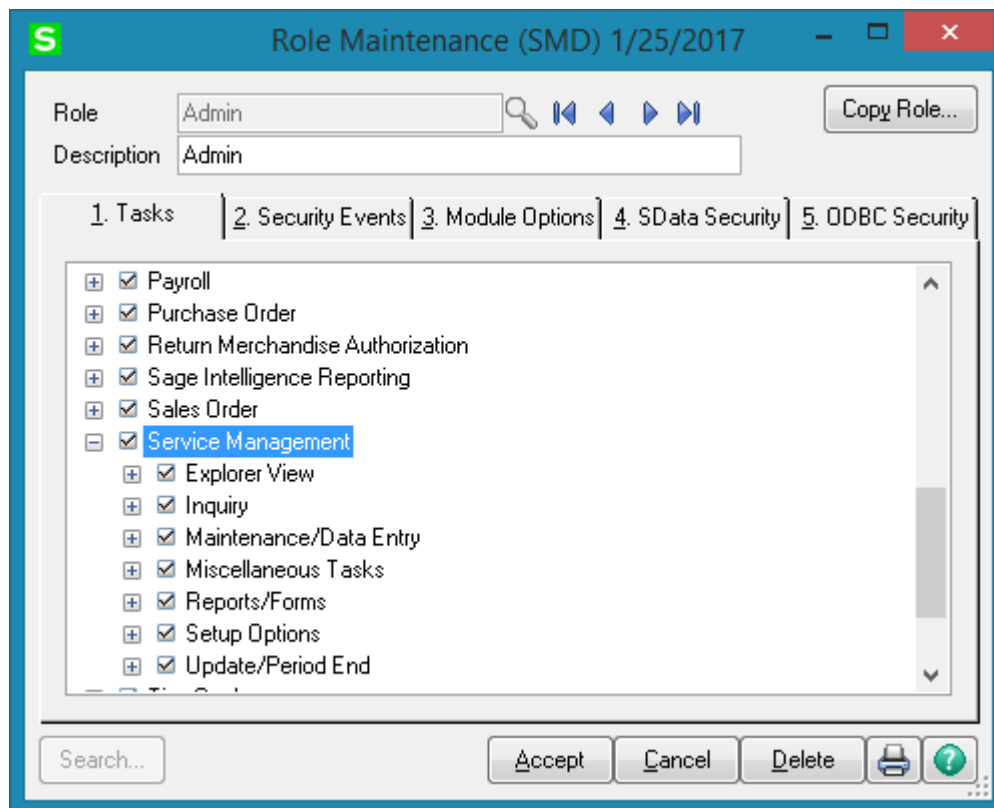 S Role Maintenance (SMD) 1/25/2017
Role Admin Copy Role...
Description Admin
1. Tasks 2. Security Events 3. Module Options 4. SData Security 5. ODBC Security
Payroll
Purchase Order
Return Merchandise Authorization
Sage Intelligence Reporting
Sales Order
Service Management
Explorer View
Inquiry
Maintenance/Data Entry
Miscellaneous Tasks
Reports/Forms
Setup Options
Update/Period End
Search... Accept Cancel Delete ?